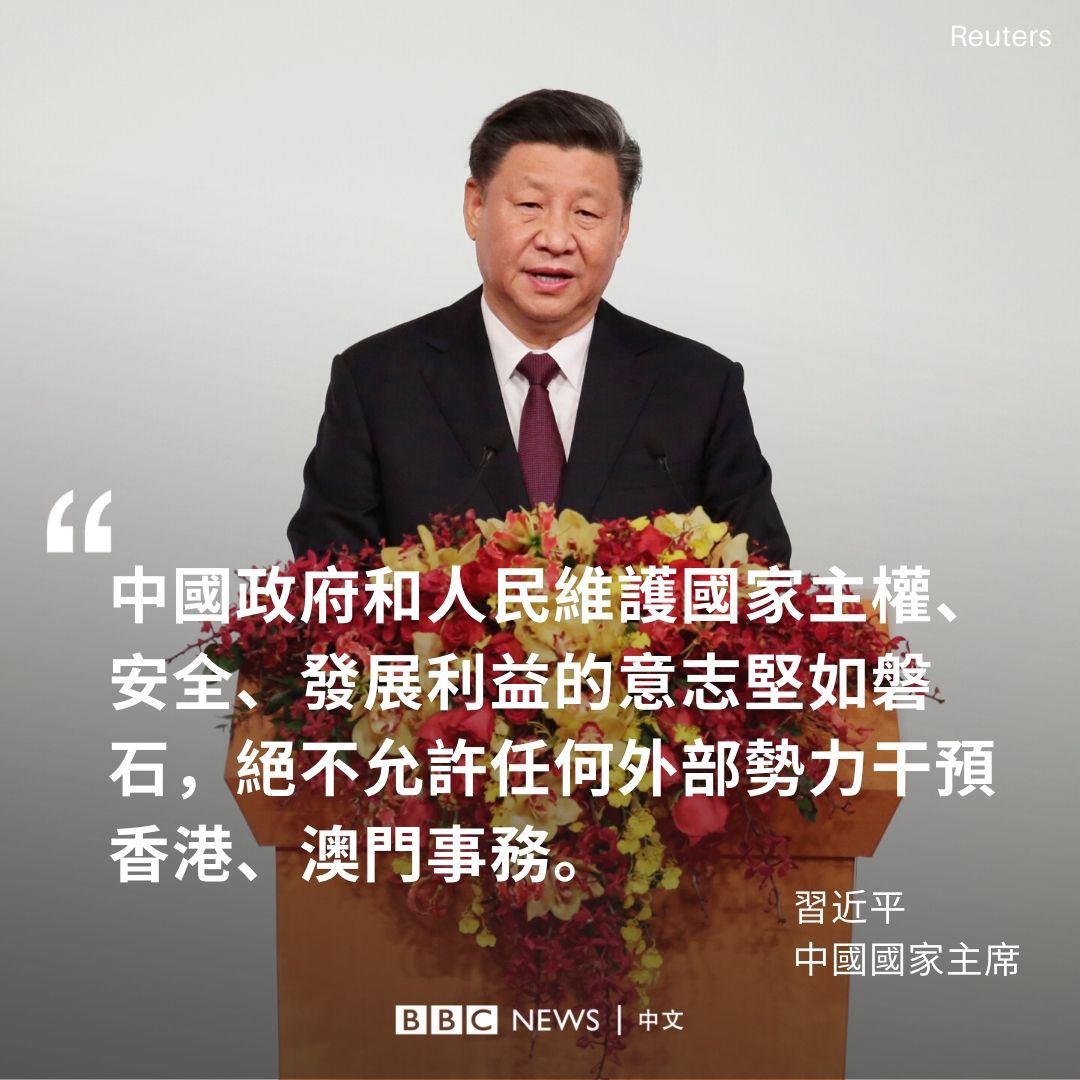 Reuters
“
中國政府和人民維護國家主權、
安全、發展利益的意志堅如磐
石，絕不允許任何外部勢力干預
香港、澳門事務。
習近平
中國國家主席
BBC NEWS | 中文